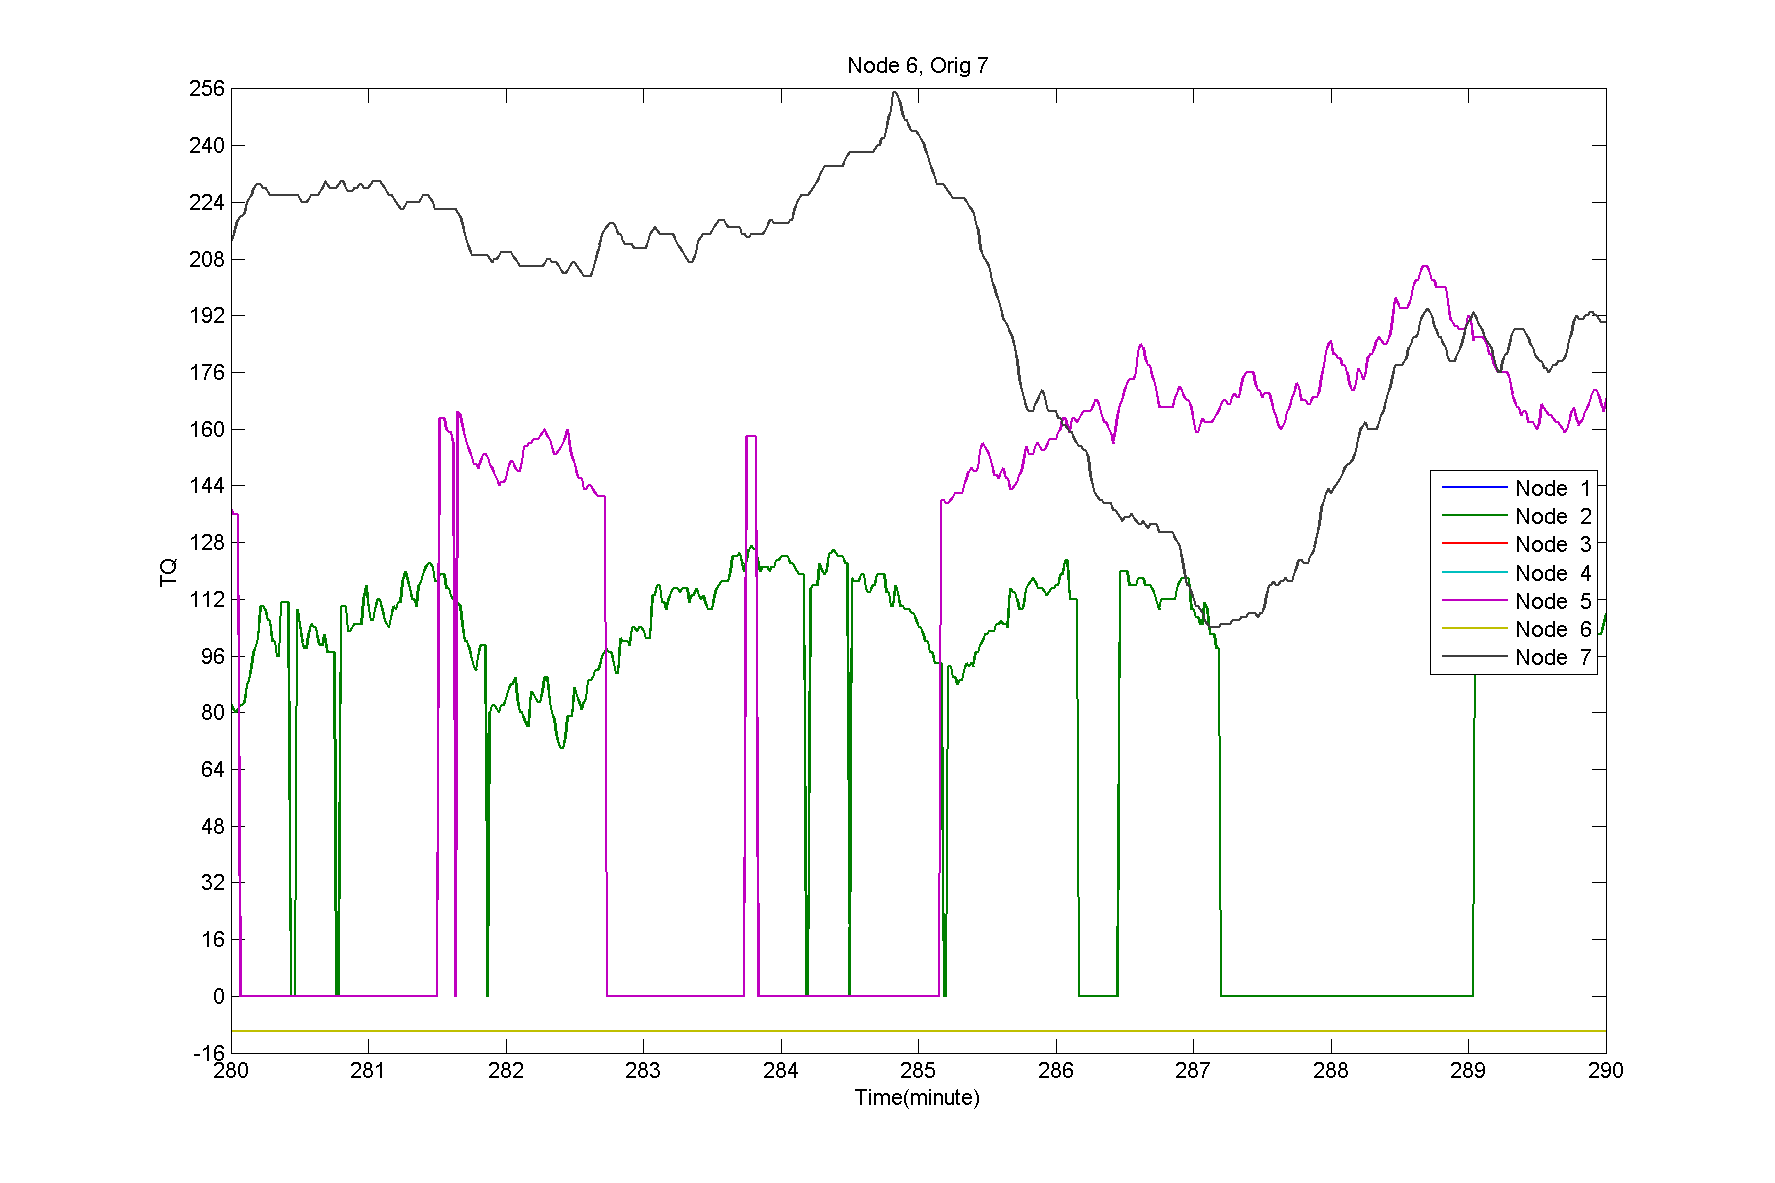 Node 6, Orig 7
256
240
224
208
192
176
160
144
128
112
96
80
64
48
32
16
0
-16
TQ
Node 1
Node 2
Node 3
Node 4
Node 5
Node 6
Node 7
280 281 282 283 284 285 286 287 288 289 290
Time(minute)